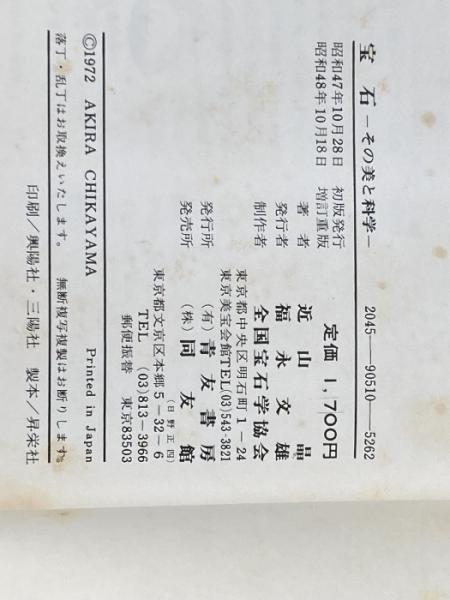 宝石 —その美と科学— 2045—90510—5262
昭和47年10月28日 初版発行
昭和48年10月18日 増訂重版
定価 1,700円
著者 近山晶
発行者 福永文雄
制作者 全国宝石学協会
東京都中央区明石町1−24
東京美宝会館TEL(03)543-3821
発行所 (有)青友書房
(日野正四)
発売所 (株)同友館
東京都文京区本郷5−32−6
TEL (03)813−3966
郵便振替 東京83503
©1972 AKIRA CHIKAYAMA Printed in Japan
落丁・乱丁はお取換えいたします。 無断複写複製はお断りします。
印刷/興陽社・三陽社 製本/昇栄社